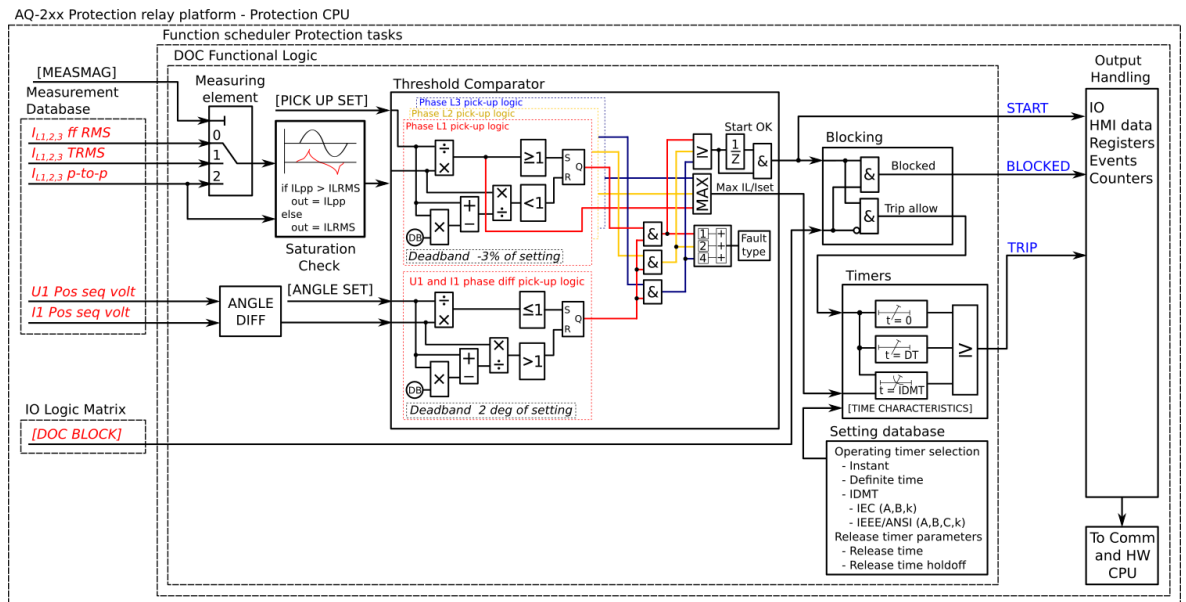 AQ-2xx Protection relay platform - Protection CPU
Function scheduler Protection tasks
DOC Functional Logic
[MEASMAG]
Measurement
Database
I_L1,2,3 ff RMS
I_L1,2,3 TRMS
I_L1,2,3 p-to-p
Measuring
element
0
1
2
[PICK UP SET]
if ILpp > ILRMS
out = ILpp
else
out = ILRMS
Saturation
Check
Threshold Comparator
Phase L3 pick-up logic
Phase L2 pick-up logic
Phase L1 pick-up logic
÷
×
≥1
S
R
Q
×
÷
<1
+
−
DB
×
Deadband -3% of setting
U1 Pos seq volt
I1 Pos seq volt
ANGLE
DIFF
[ANGLE SET]
U1 and I1 phase diff pick-up logic
÷
×
≤1
S
R
Q
×
÷
>1
+
−
DB
×
Deadband 2 deg of setting
&
&
&
≥
MAX
Start OK
1
Z
&
Max IL/Iset
1 +
2 +
4 +
Fault
type
Blocking
&
Blocked
&
Trip allow
Timers
t = 0
t = DT
t = IDMT
≥
[TIME CHARACTERISTICS]
Setting database
Operating timer selection
- Instant
- Definite time
- IDMT
- IEC (A,B,k)
- IEEE/ANSI (A,B,C,k)
Release timer parameters
- Release time
- Release time holdoff
START
BLOCKED
TRIP
Output
Handling
IO
HMI data
Registers
Events
Counters
To Comm
and HW
CPU
IO Logic Matrix
[DOC BLOCK]